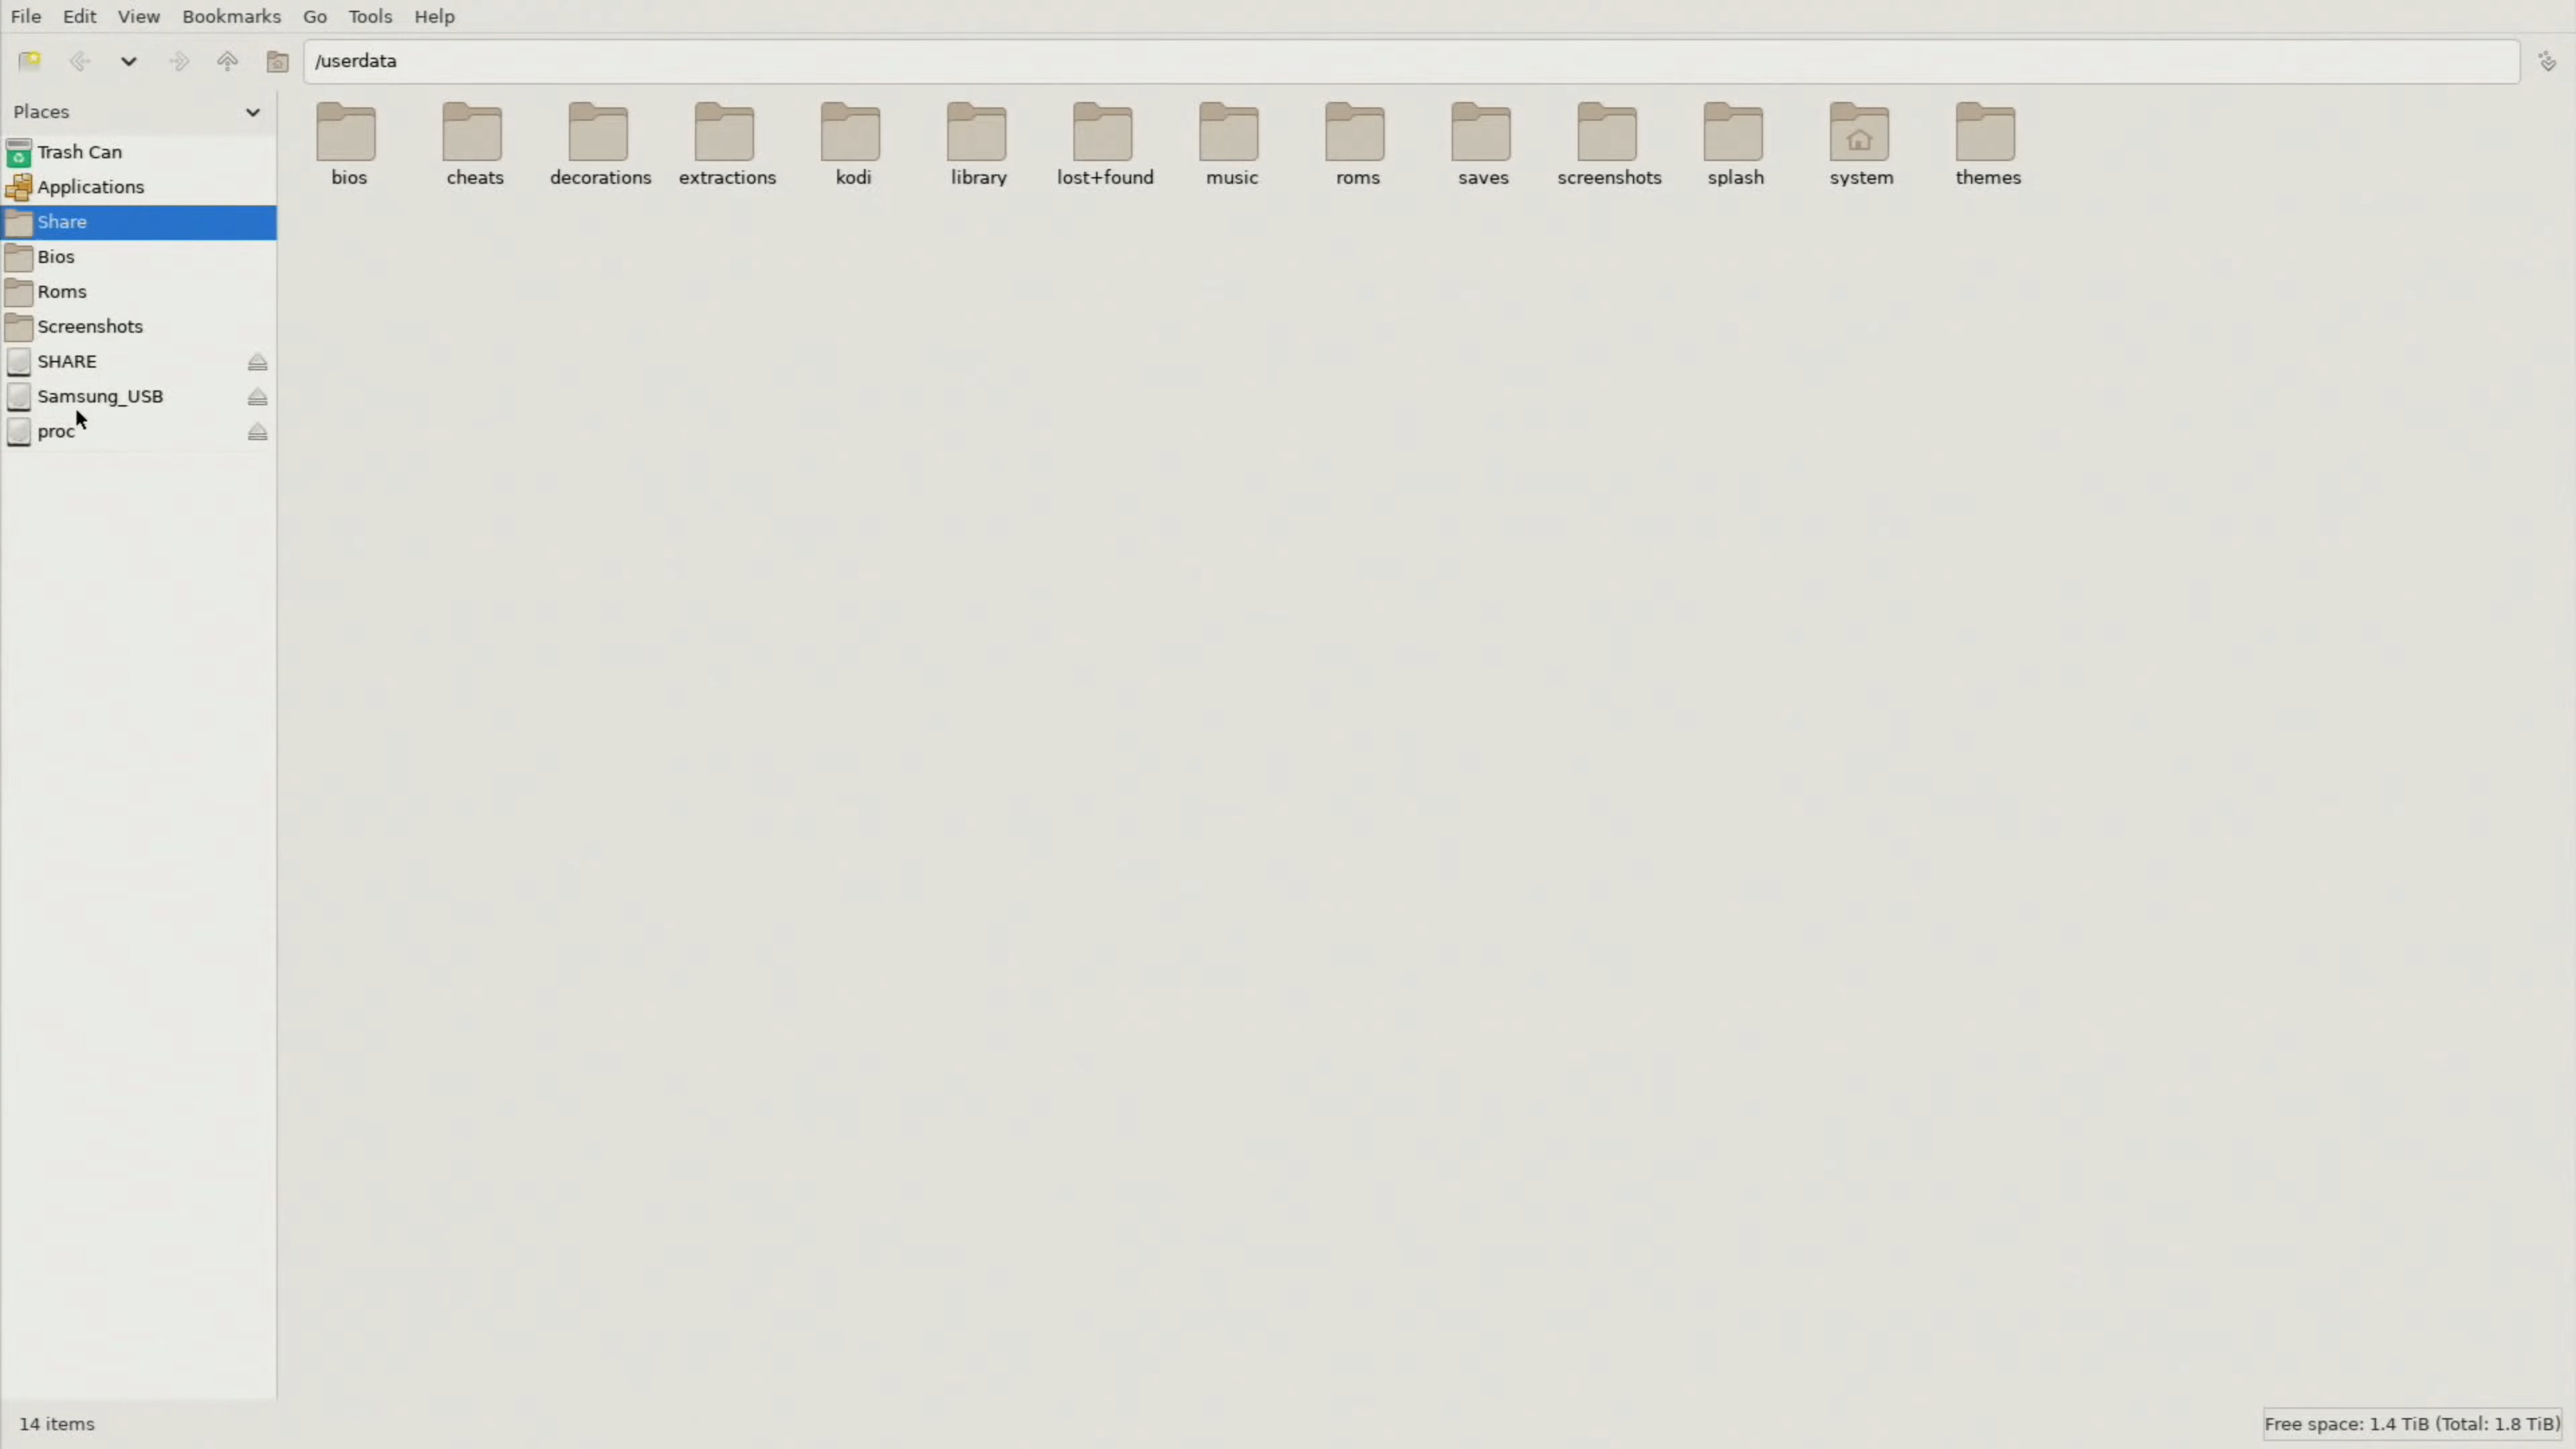 File Edit View Bookmarks Go Tools Help
/userdata
Places
Trash Can
Applications
Share
Bios
Roms
Screenshots
SHARE
Samsung_USB
proc
bios cheats decorations extractions kodi library lost+found music roms saves screenshots splash system themes
14 items
Free space: 1.4 TiB (Total: 1.8 TiB)